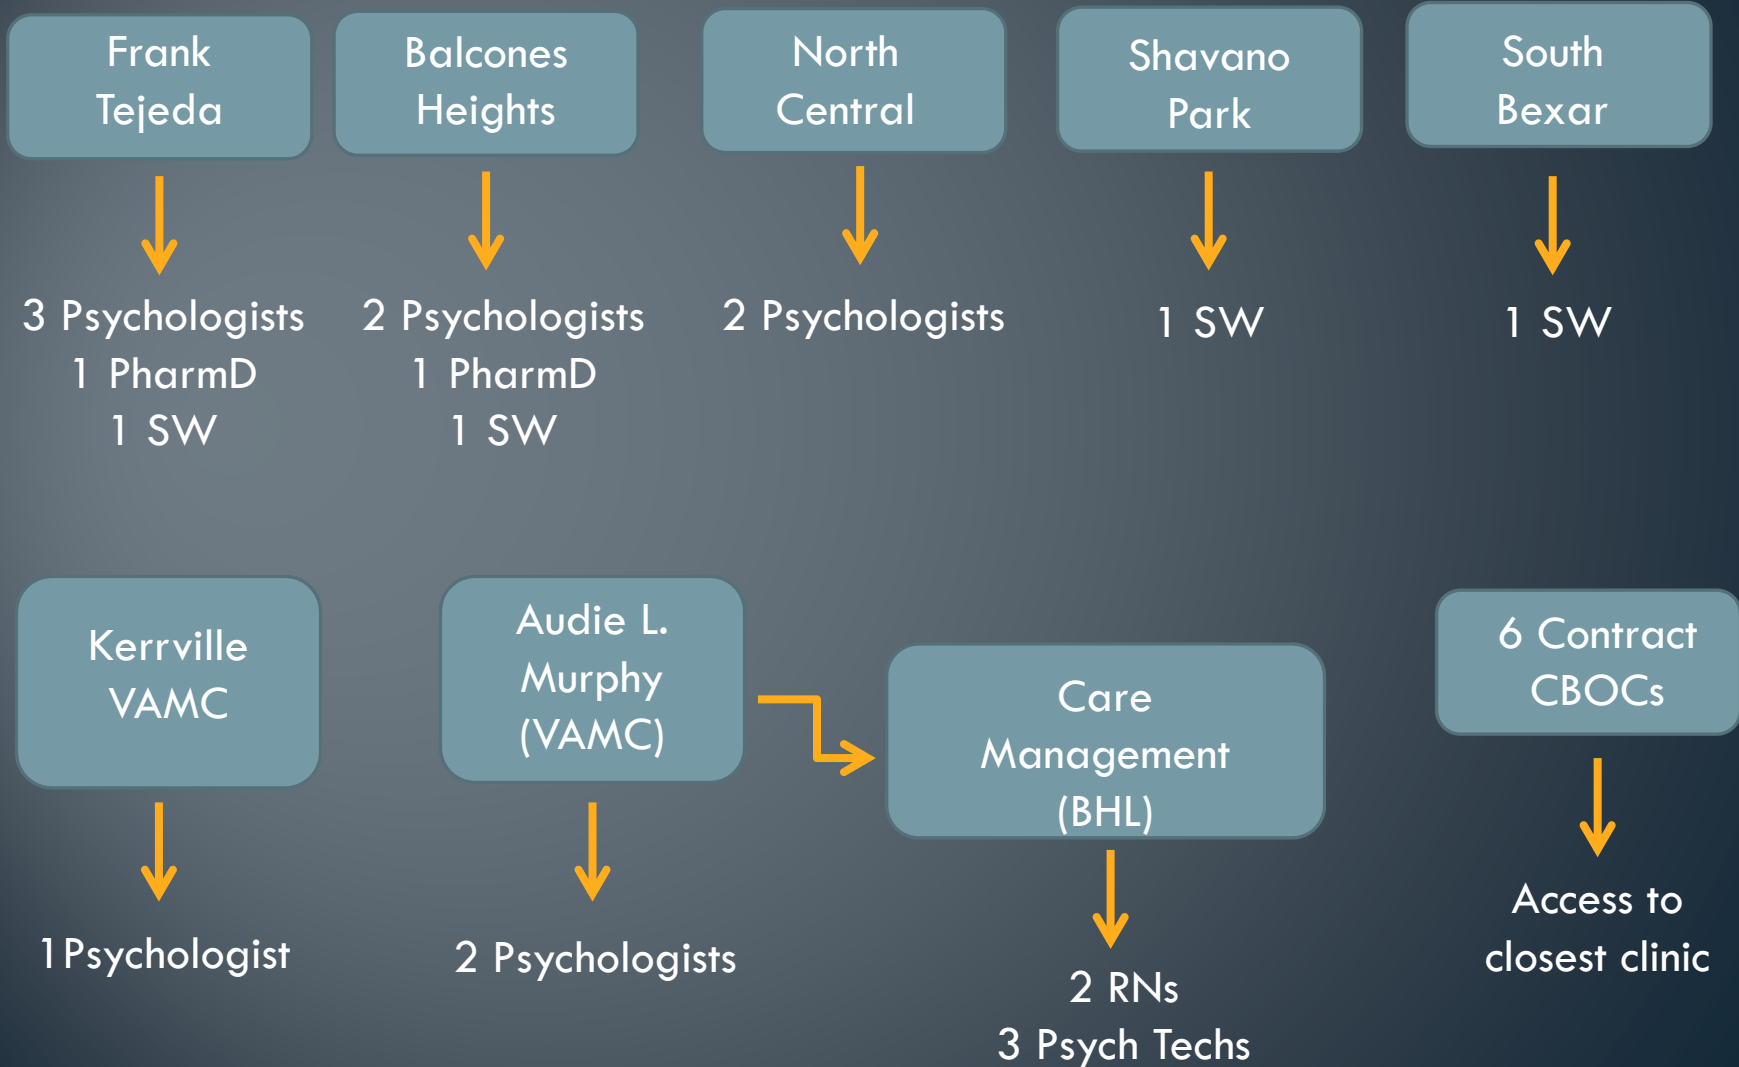 Frank
Tejeda
Balcones
Heights
North
Central
Shavano
Park
South
Bexar
3 Psychologists
1 PharmD
1 SW
2 Psychologists
1 PharmD
1 SW
2 Psychologists
1 SW
1 SW
Kerrville
VAMC
Audie L.
Murphy
(VAMC)
Care
Management
(BHL)
6 Contract
CBOCs
1Psychologist
2 Psychologists
2 RNs
3 Psych Techs
Access to
closest clinic